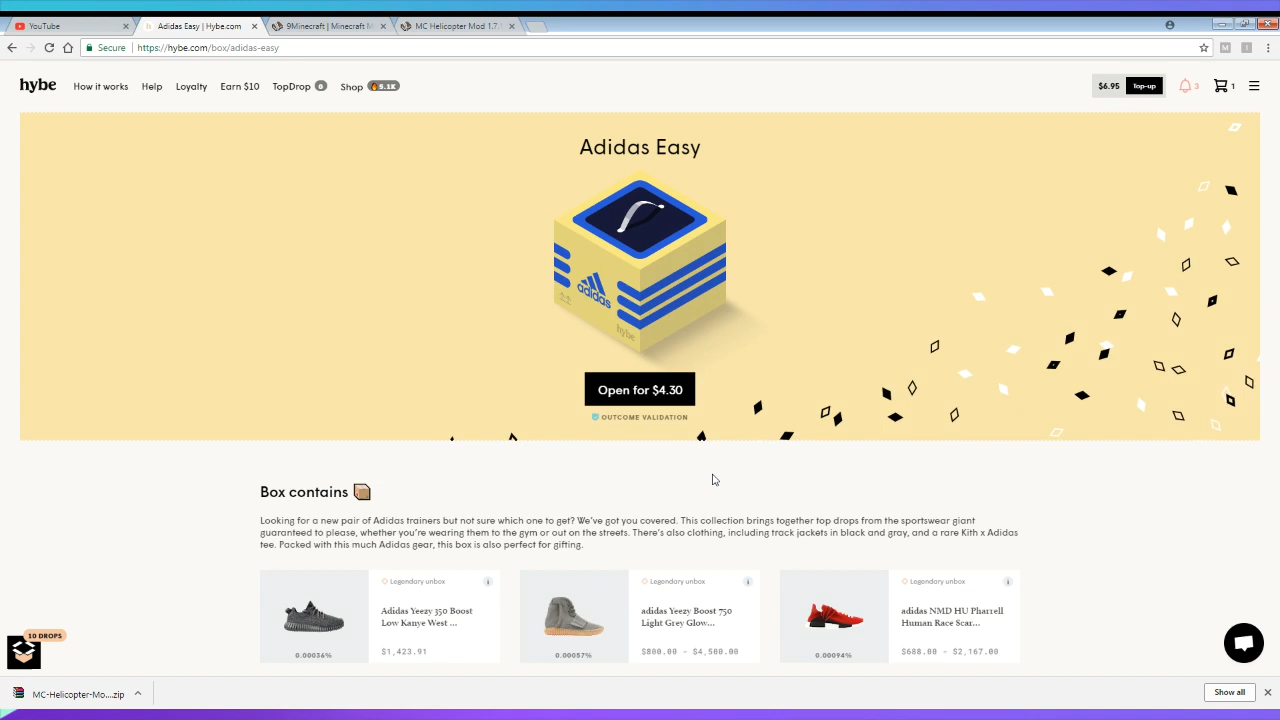 YouTube
Adidas Easy | Hybe.com
9Minecraft | Minecraft M
MC Helicopter Mod 1.7.1
Secure | https://hybe.com/box/adidas-easy
hybe How it works Help Loyalty Earn $10 TopDrop 0 Shop 5.1K $6.95 Top-up 3 1
Adidas Easy
adidas
hybe
Open for $4.30
OUTCOME VALIDATION
Box contains
Looking for a new pair of Adidas trainers but not sure which one to get? We've got you covered. This collection brings together top drops from the sportswear giant
guaranteed to please, whether you're wearing them to the gym or out on the streets. There's also clothing, including track jackets in black and gray, and a rare Kith x Adidas
tee. Packed with this much Adidas gear, this box is also perfect for gifting.
Legendary unbox
Adidas Yeezy 350 Boost
Low Kanye West ...
0.00036%
$1,423.91
Legendary unbox
adidas Yeezy Boost 750
Light Grey Glow...
0.00057%
$800.00 - $4,500.00
Legendary unbox
adidas NMD HU Pharrell
Human Race Scar...
0.00094%
$688.00 - $2,167.00
10 DROPS
MC-Helicopter-Mo....zip
Show all